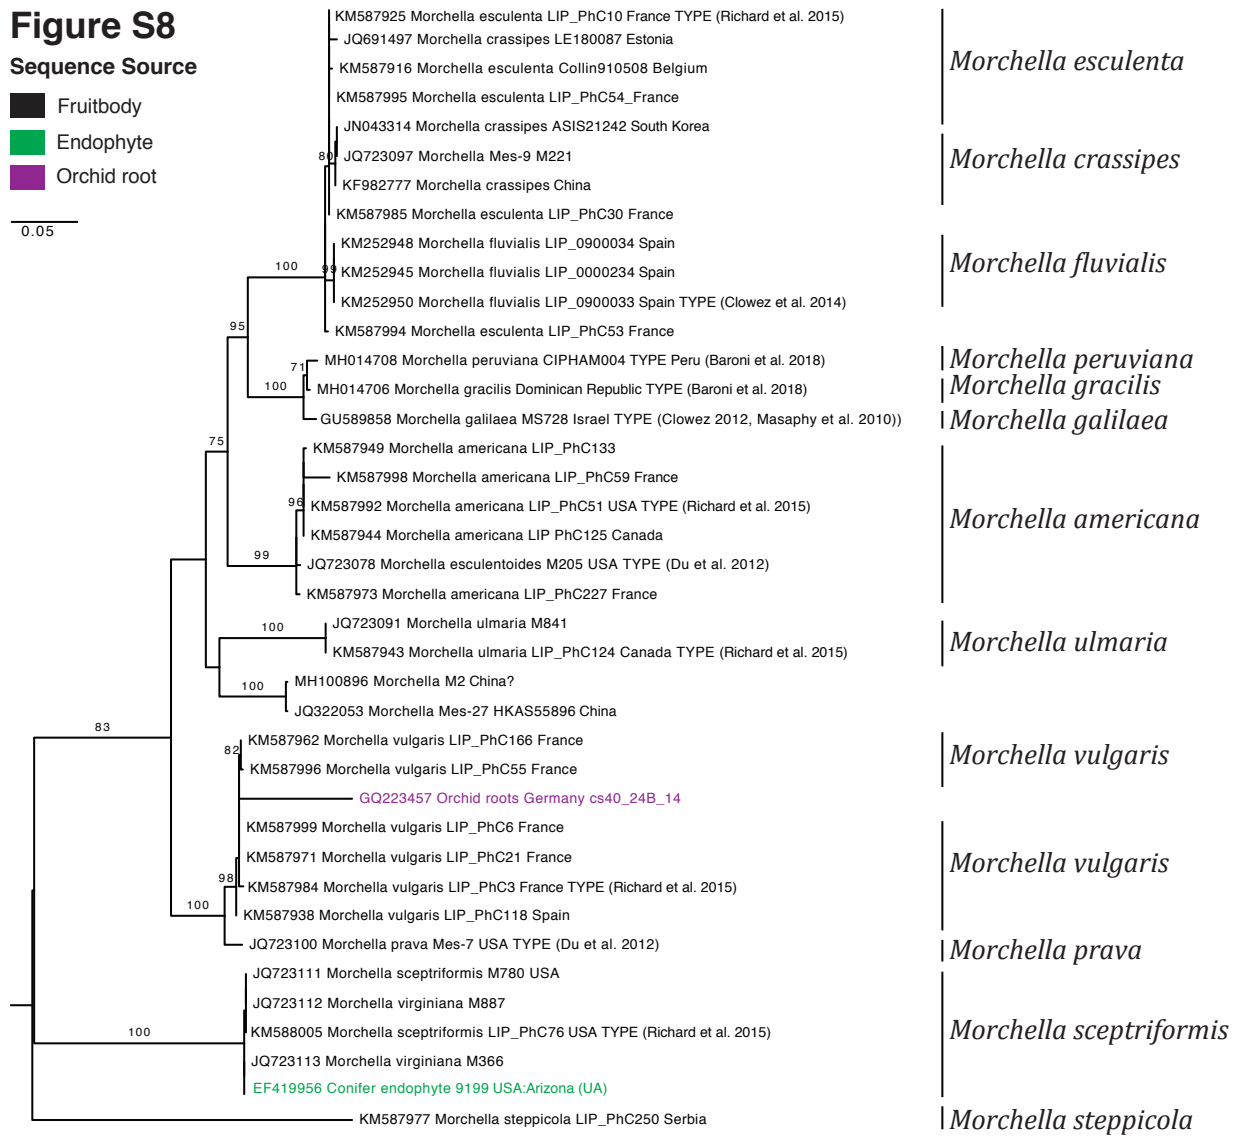 Figure S8
Sequence Source
Fruitbody
Endophyte
Orchid root
0.05
KM587925 Morchella esculenta LIP_PhC10 France TYPE (Richard et al. 2015)
JQ691497 Morchella crassipes LE180087 Estonia
KM587916 Morchella esculenta Collin910508 Belgium
KM587995 Morchella esculenta LIP_PhC54_France
Morchella esculenta
JN043314 Morchella crassipes ASIS21242 South Korea
80
JQ723097 Morchella Mes-9 M221
KF982777 Morchella crassipes China
Morchella crassipes
KM587985 Morchella esculenta LIP_PhC30 France
KM252948 Morchella fluvialis LIP_0900034 Spain
100
99
KM252945 Morchella fluvialis LIP_0000234 Spain
KM252950 Morchella fluvialis LIP_0900033 Spain TYPE (Clowez et al. 2014)
Morchella fluvialis
95
KM587994 Morchella esculenta LIP_PhC53 France
71
MH014708 Morchella peruviana CIPHAM004 TYPE Peru (Baroni et al. 2018)
Morchella peruviana
100
MH014706 Morchella gracilis Dominican Republic TYPE (Baroni et al. 2018)
Morchella gracilis
GU589858 Morchella galilaea MS728 Israel TYPE (Clowez 2012, Masaphy et al. 2010))
Morchella galilaea
75
KM587949 Morchella americana LIP_PhC133
KM587998 Morchella americana LIP_PhC59 France
96
KM587992 Morchella americana LIP_PhC51 USA TYPE (Richard et al. 2015)
KM587944 Morchella americana LIP PhC125 Canada
99
JQ723078 Morchella esculentoides M205 USA TYPE (Du et al. 2012)
KM587973 Morchella americana LIP_PhC227 France
Morchella americana
100
JQ723091 Morchella ulmaria M841
KM587943 Morchella ulmaria LIP_PhC124 Canada TYPE (Richard et al. 2015)
Morchella ulmaria
100
MH100896 Morchella M2 China?
JQ322053 Morchella Mes-27 HKAS55896 China
83
82
KM587962 Morchella vulgaris LIP_PhC166 France
KM587996 Morchella vulgaris LIP_PhC55 France
Morchella vulgaris
GQ223457 Orchid roots Germany cs40_24B_14
KM587999 Morchella vulgaris LIP_PhC6 France
KM587971 Morchella vulgaris LIP_PhC21 France
98
KM587984 Morchella vulgaris LIP_PhC3 France TYPE (Richard et al. 2015)
100
KM587938 Morchella vulgaris LIP_PhC118 Spain
Morchella vulgaris
JQ723100 Morchella prava Mes-7 USA TYPE (Du et al. 2012)
Morchella prava
JQ723111 Morchella sceptriformis M780 USA
JQ723112 Morchella virginiana M887
100
KM588005 Morchella sceptriformis LIP_PhC76 USA TYPE (Richard et al. 2015)
JQ723113 Morchella virginiana M366
EF419956 Conifer endophyte 9199 USA:Arizona (UA)
Morchella sceptriformis
KM587977 Morchella steppicola LIP_PhC250 Serbia
Morchella steppicola